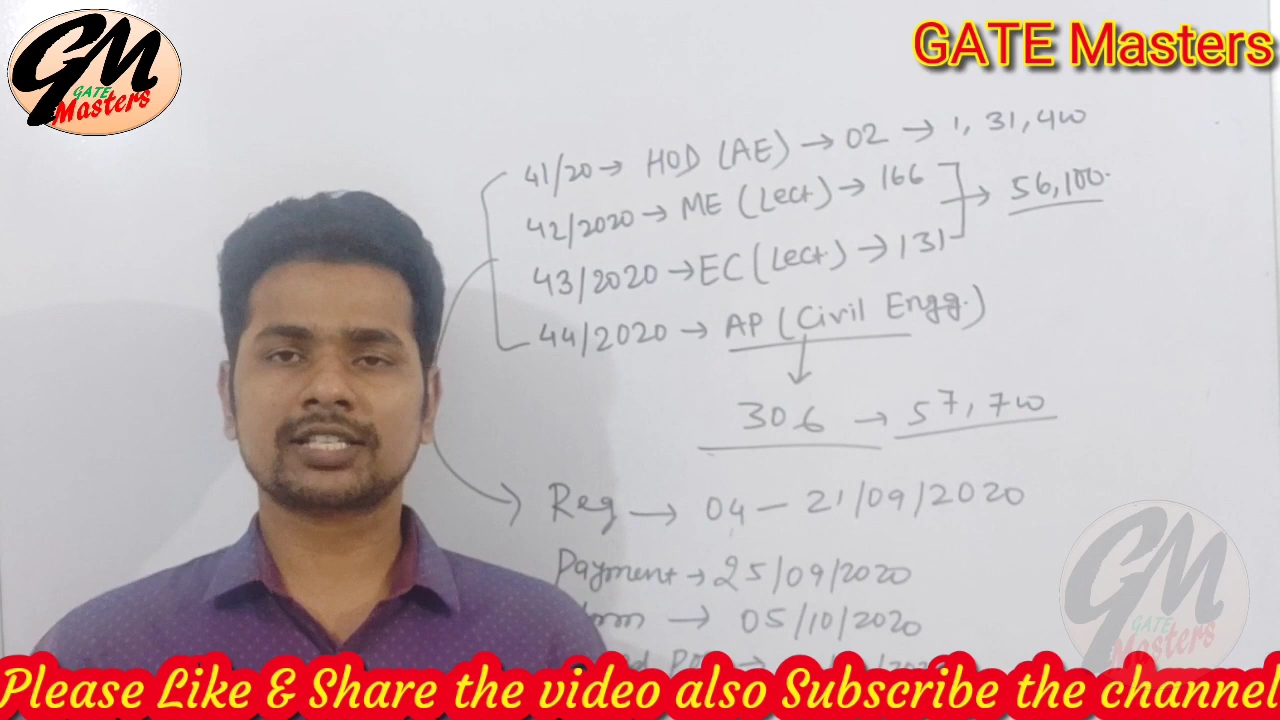 GM
GATE
Masters
GATE Masters
41/20 → HOD (AE) → 02 → 1,31,400
42/2020 → ME (Lect) → 166
43/2020 → EC (Lect.) → 131
→ 56,100.
44/2020 → AP (Civil Engg.)
306 → 57,700
Reg → 04 — 21/09/2020
Payment → 25/09/2020
→ 05/10/2020
GM
GATE
Masters
Please Like & Share the video also Subscribe the channel